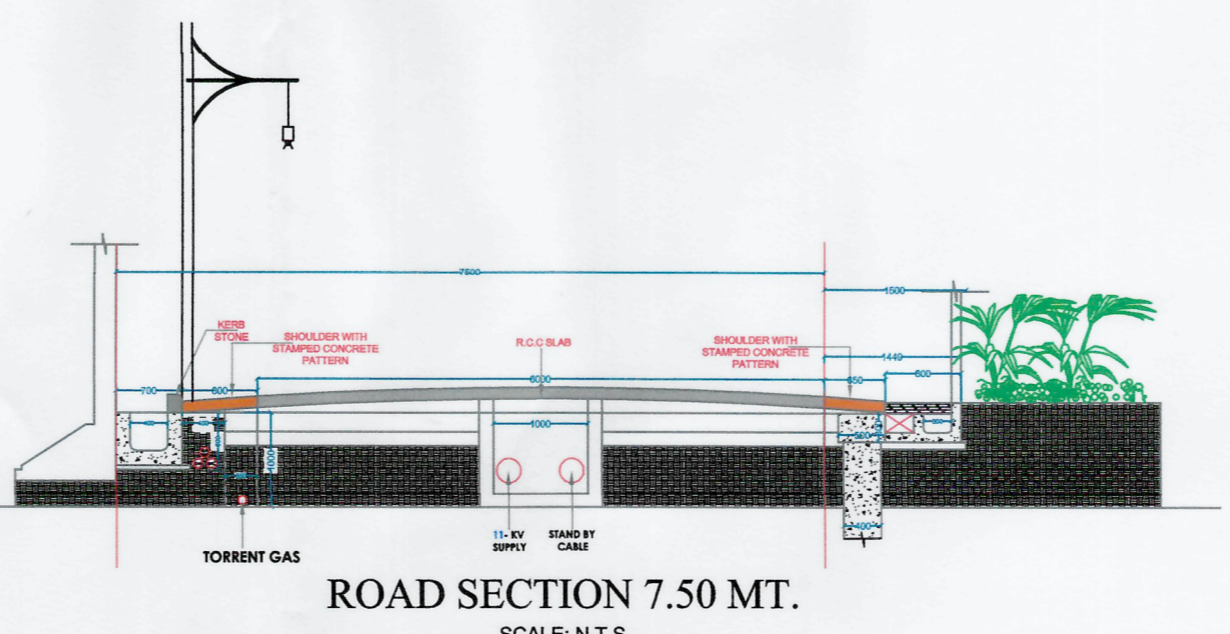 7500
1500
KERB
STONE
SHOULDER WITH
STAMPED CONCRETE
PATTERN
R.C.C SLAB
SHOULDER WITH
STAMPED CONCRETE
PATTERN
1449
700
600
6000
650
600
1000
1000
400
11- KV
SUPPLY
STAND BY
CABLE
TORRENT GAS
ROAD SECTION 7.50 MT.
SCALE: N.T.S